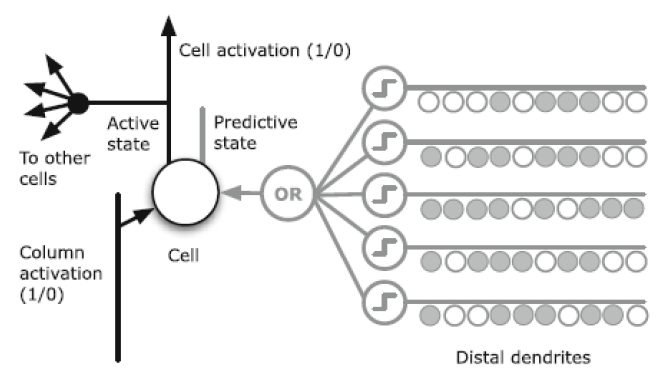 Cell activation (1/0)
Active
state
Predictive
state
To other
cells
OR
Column
activation
(1/0)
Cell
Distal dendrites